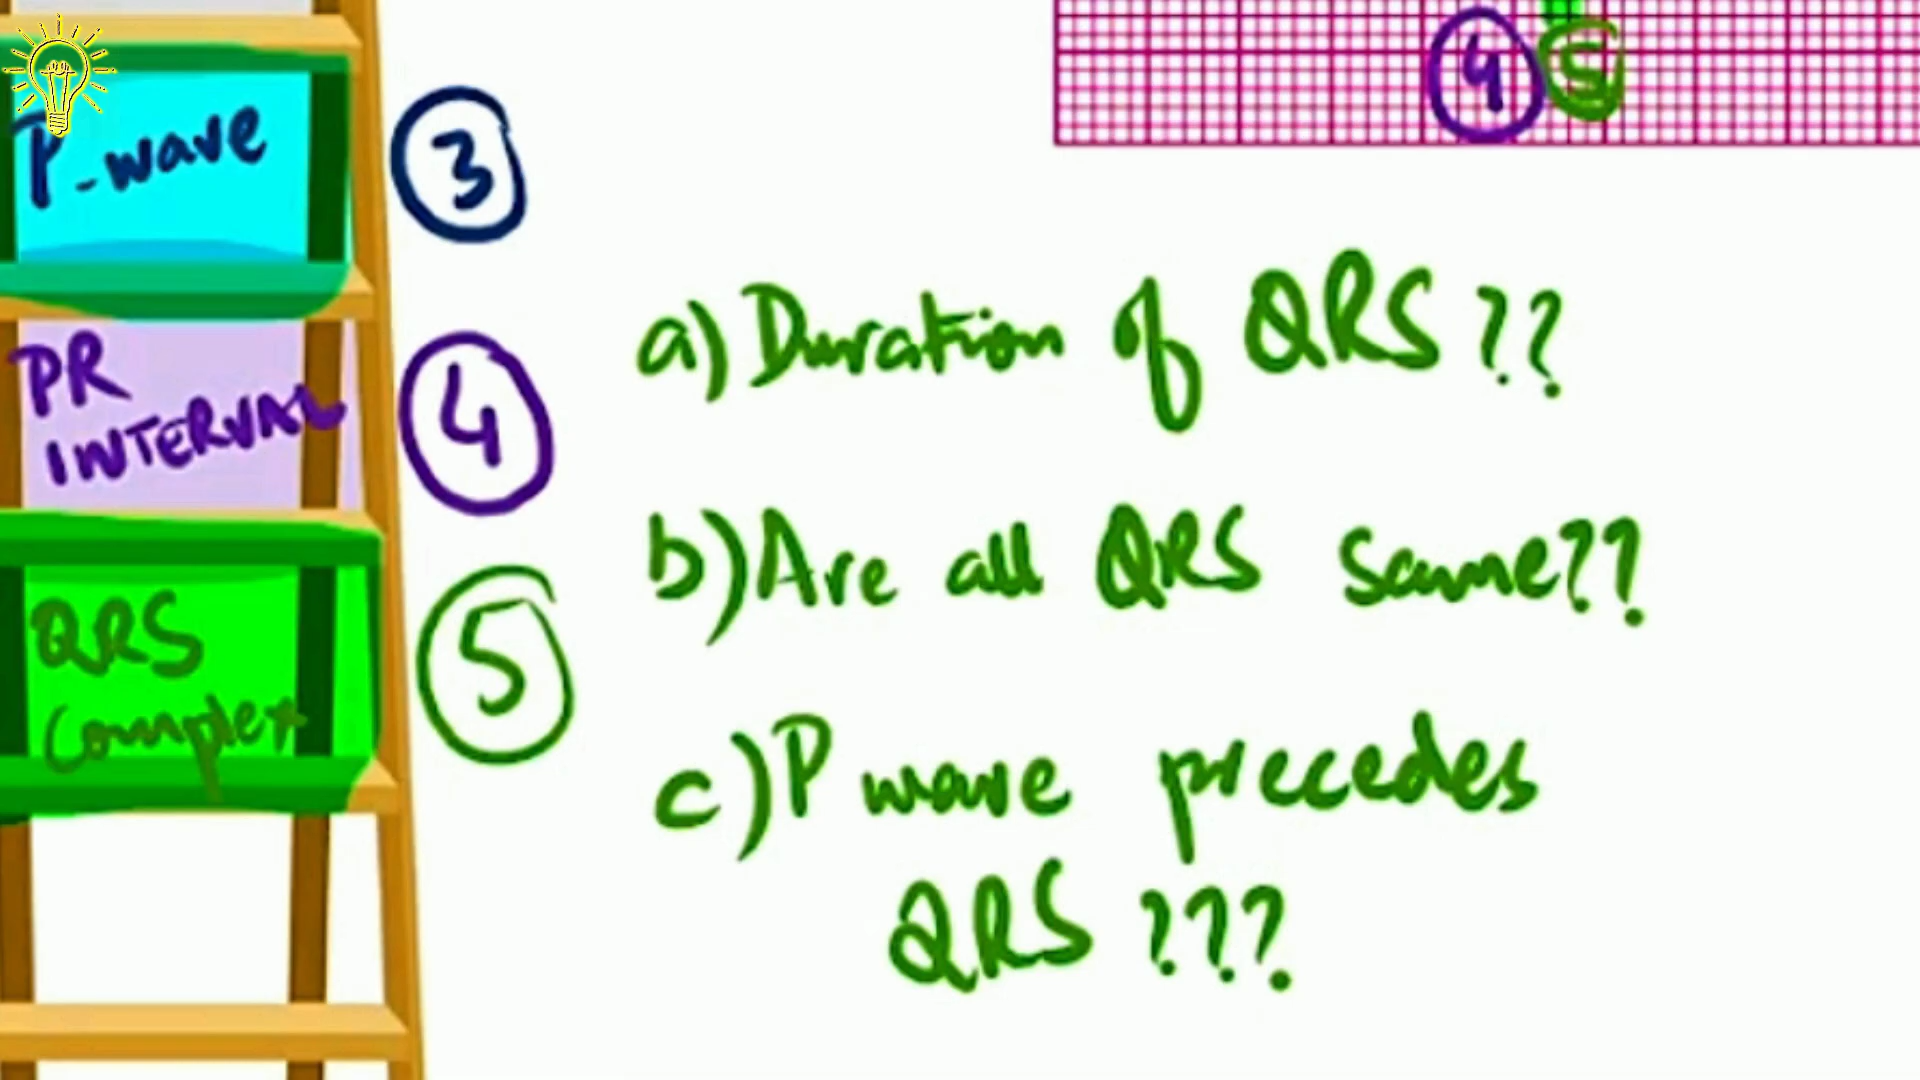 4 5
P-wave 3
PR
INTERVAL 4
QRS
Complex 5
a) Duration of QRS ??
b) Are all QRS same??
c) P wave precedes
QRS ???